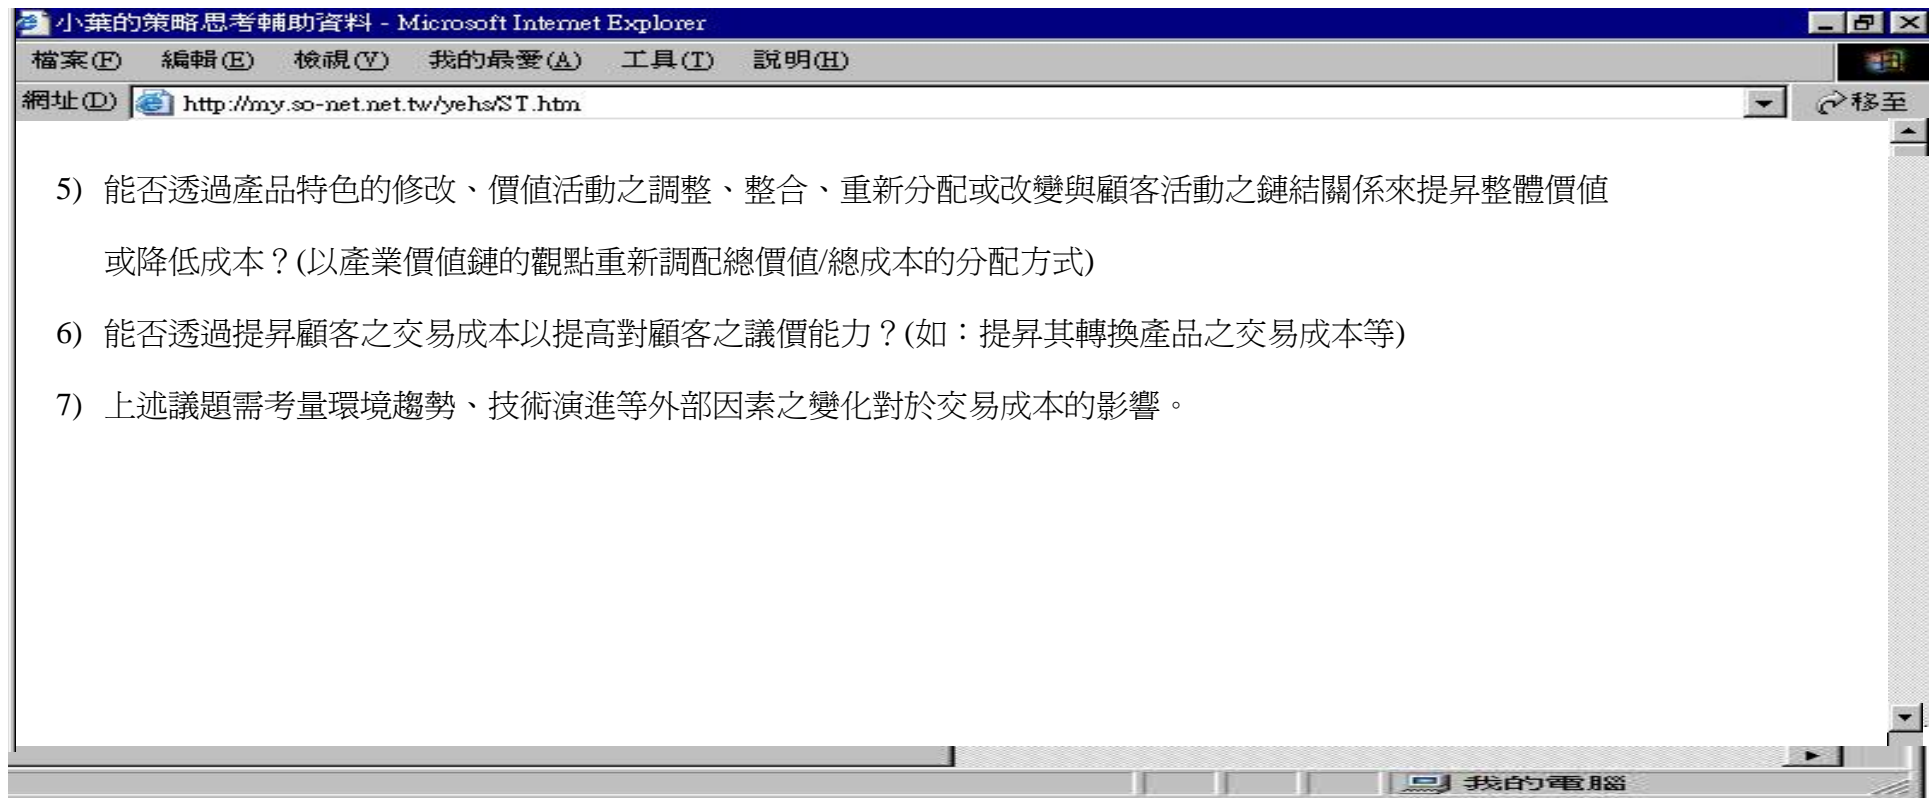 小葉的策略思考輔助資料 - Microsoft Internet Explorer
檔案(F) 編輯(E) 檢視(V) 我的最愛(A) 工具(T) 說明(H)
網址(D) http://my.so-net.net.tw/yehs/ST.htm 移至
5) 能否透過產品特色的修改、價值活動之調整、整合、重新分配或改變與顧客活動之鏈結關係來提昇整體價值
或降低成本？(以產業價值鏈的觀點重新調配總價值/總成本的分配方式)
6) 能否透過提昇顧客之交易成本以提高對顧客之議價能力？(如：提昇其轉換產品之交易成本等)
7) 上述議題需考量環境趨勢、技術演進等外部因素之變化對於交易成本的影響。
我的電腦